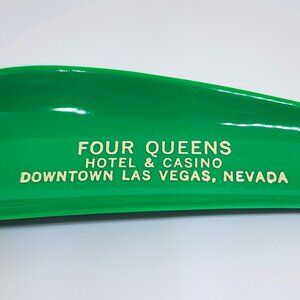 FOUR QUEENS
HOTEL & CASINO
DOWNTOWN LAS VEGAS, NEVADA